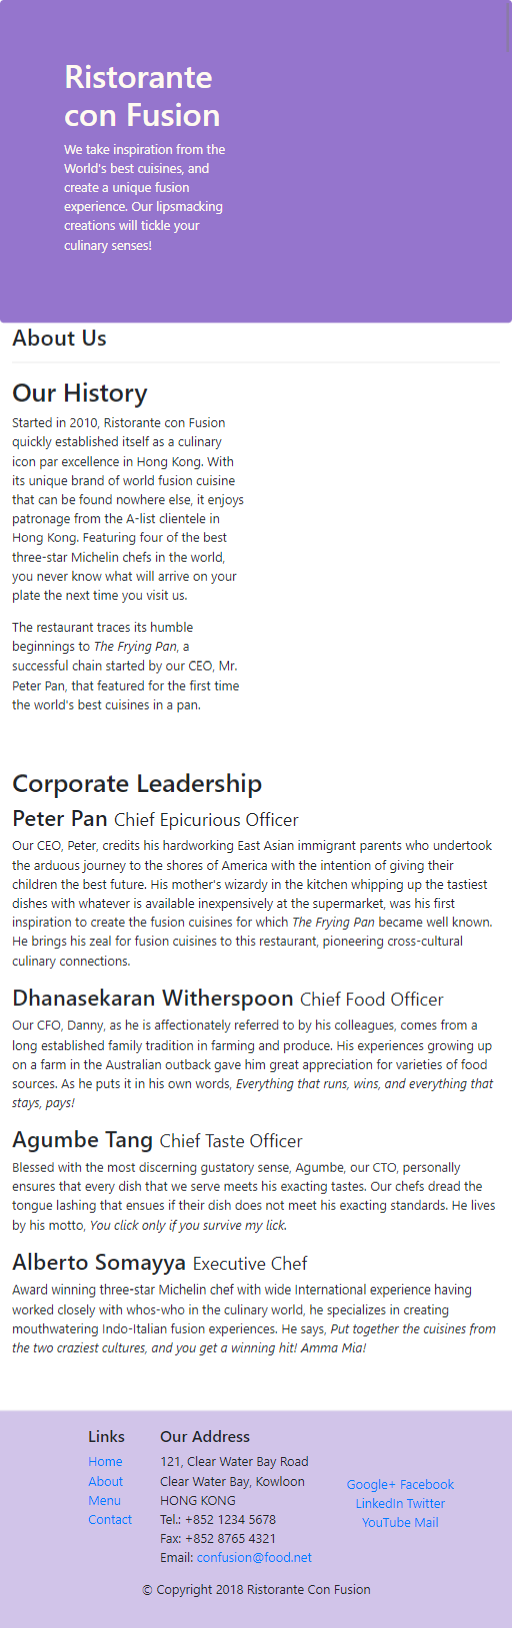 Ristorante
con Fusion
We take inspiration from the
World's best cuisines, and
create a unique fusion
experience. Our lipsmacking
creations will tickle your
culinary senses!
About Us
Our History
Started in 2010, Ristorante con Fusion
quickly established itself as a culinary
icon par excellence in Hong Kong. With
its unique brand of world fusion cuisine
that can be found nowhere else, it enjoys
patronage from the A-list clientele in
Hong Kong. Featuring four of the best
three-star Michelin chefs in the world,
you never know what will arrive on your
plate the next time you visit us.
The restaurant traces its humble
beginnings to The Frying Pan, a
successful chain started by our CEO, Mr.
Peter Pan, that featured for the first time
the world's best cuisines in a pan.
Corporate Leadership
Peter Pan Chief Epicurious Officer
Our CEO, Peter, credits his hardworking East Asian immigrant parents who undertook
the arduous journey to the shores of America with the intention of giving their
children the best future. His mother's wizardy in the kitchen whipping up the tastiest
dishes with whatever is available inexpensively at the supermarket, was his first
inspiration to create the fusion cuisines for which The Frying Pan became well known.
He brings his zeal for fusion cuisines to this restaurant, pioneering cross-cultural
culinary connections.
Dhanasekaran Witherspoon Chief Food Officer
Our CFO, Danny, as he is affectionately referred to by his colleagues, comes from a
long established family tradition in farming and produce. His experiences growing up
on a farm in the Australian outback gave him great appreciation for varieties of food
sources. As he puts it in his own words, Everything that runs, wins, and everything that
stays, pays!
Agumbe Tang Chief Taste Officer
Blessed with the most discerning gustatory sense, Agumbe, our CTO, personally
ensures that every dish that we serve meets his exacting tastes. Our chefs dread the
tongue lashing that ensues if their dish does not meet his exacting standards. He lives
by his motto, You click only if you survive my lick.
Alberto Somayya Executive Chef
Award winning three-star Michelin chef with wide International experience having
worked closely with whos-who in the culinary world, he specializes in creating
mouthwatering Indo-Italian fusion experiences. He says, Put together the cuisines from
the two craziest cultures, and you get a winning hit! Amma Mia!
Links
Home
About
Menu
Contact
Our Address
121, Clear Water Bay Road
Clear Water Bay, Kowloon
HONG KONG
Tel.: +852 1234 5678
Fax: +852 8765 4321
Email: confusion@food.net
Google+ Facebook
LinkedIn Twitter
YouTube Mail
© Copyright 2018 Ristorante Con Fusion